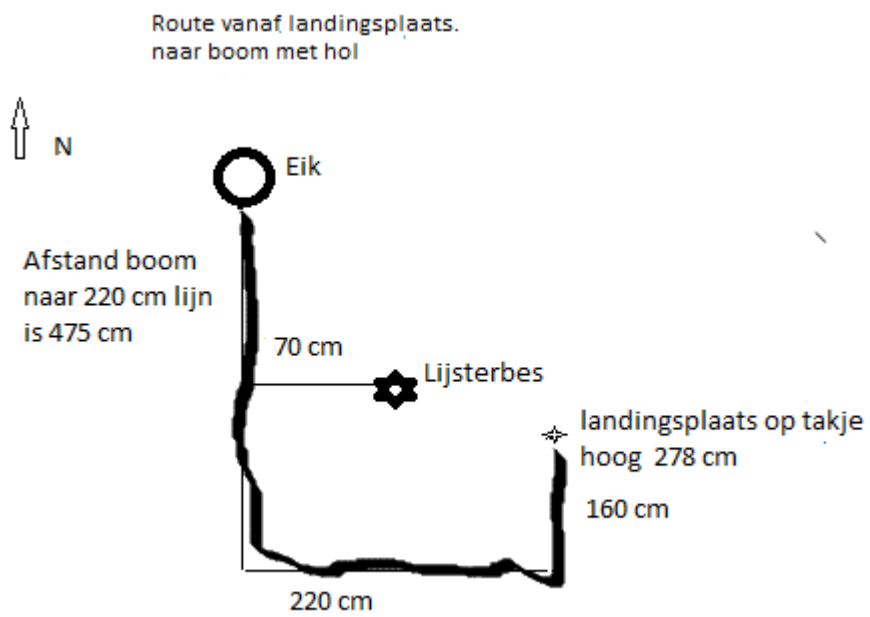 Route vanaf landingsplaats.
naar boom met hol
N
Eik
Afstand boom
naar 220 cm lijn
is 475 cm
70 cm
Lijsterbes
landingsplaats op takje
hoog 278 cm
160 cm
220 cm